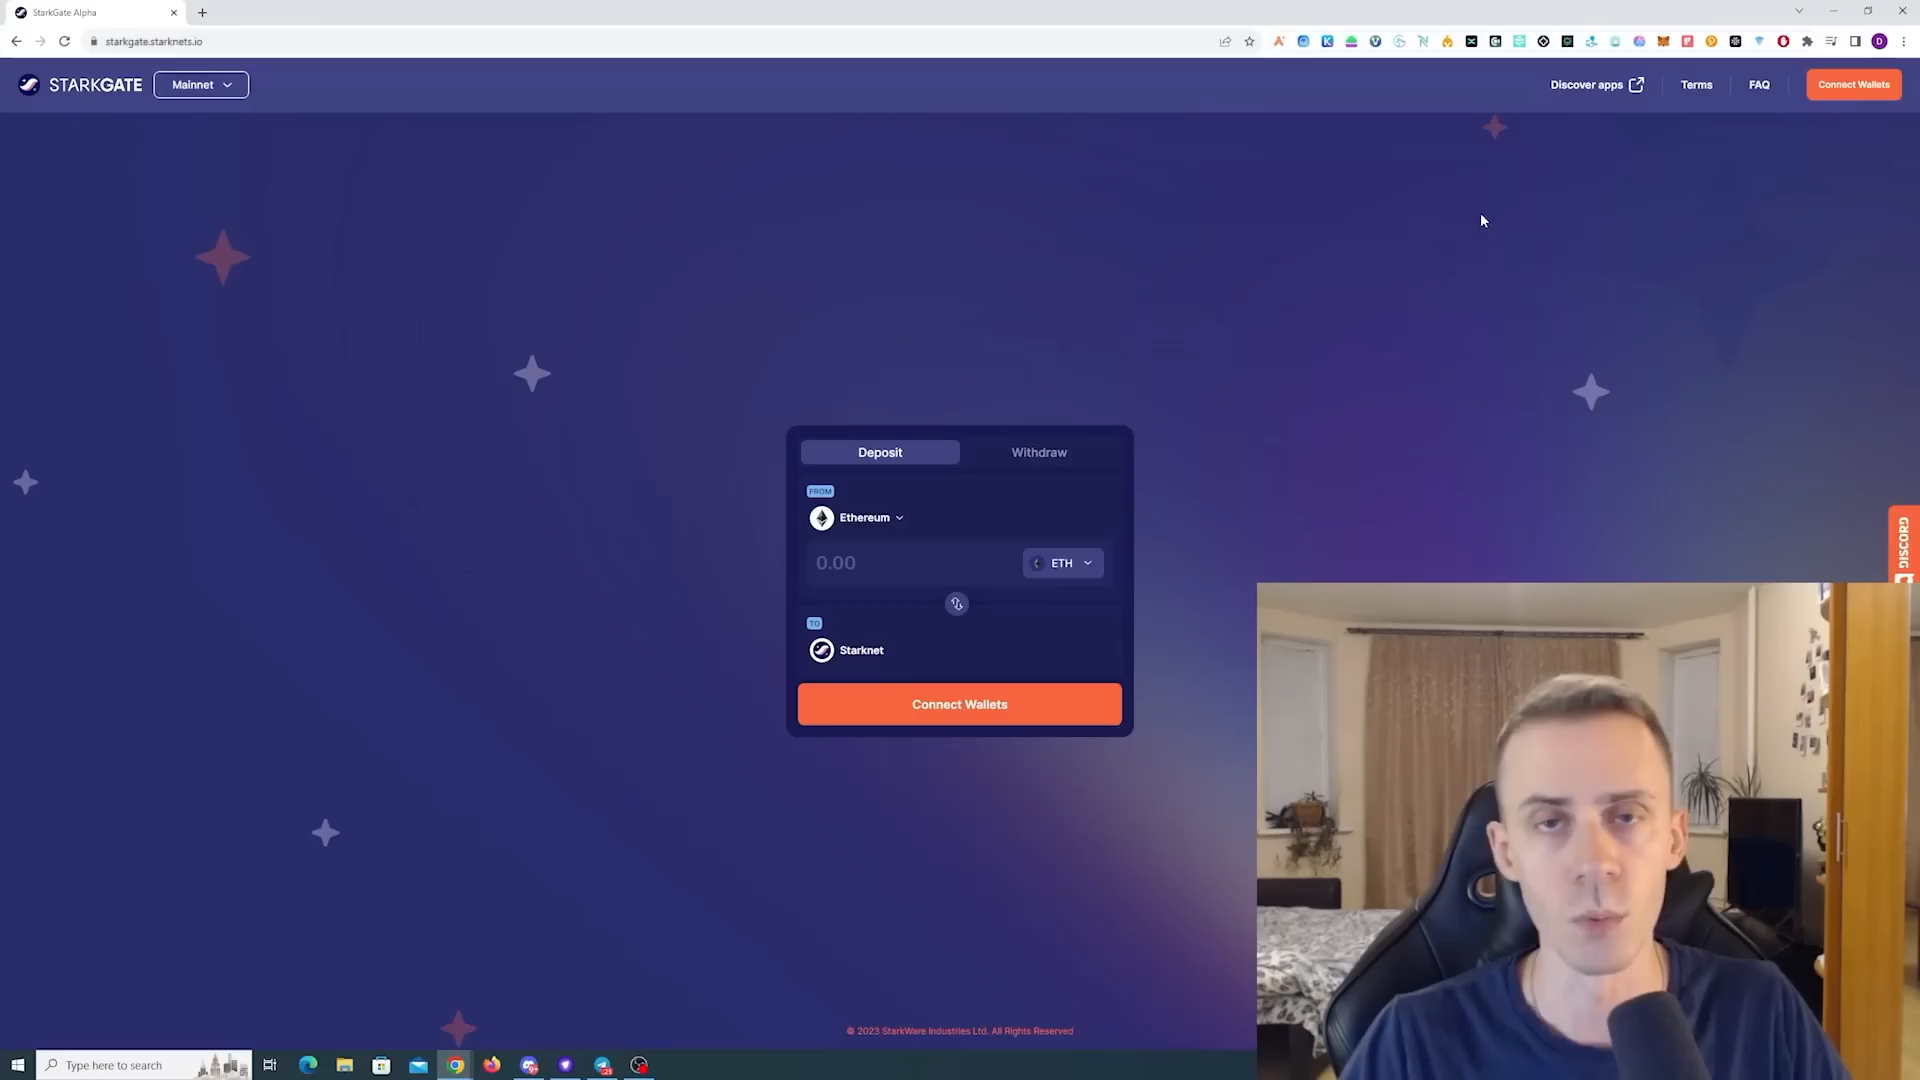 StarkGate Alpha
starkgate.starknets.io
STARKGATE
Mainnet
Discover apps
Terms
FAQ
Connect Wallets
Deposit
Withdraw
FROM
Ethereum
0.00
ETH
TO
Starknet
Connect Wallets
DISCORD
© 2023 StarkWare Industries Ltd. All Rights Reserved
Type here to search